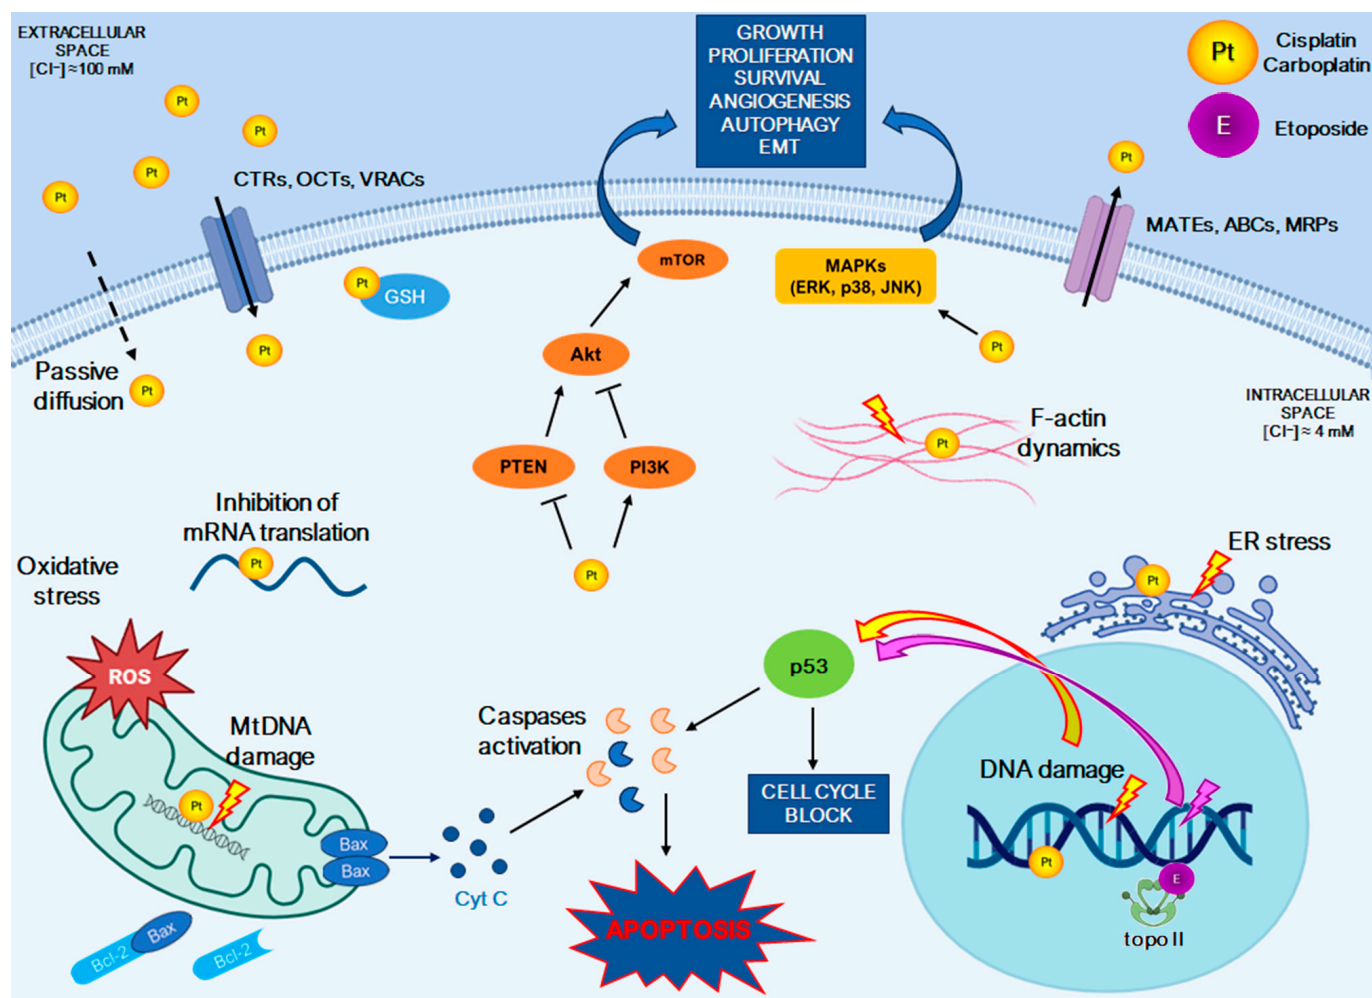 EXTRACELLULAR
SPACE
[Cl⁻] ≈100 mM
GROWTH
PROLIFERATION
SURVIVAL
ANGIOGENESIS
AUTOPHAGY
EMT
Pt
Cisplatin
Carboplatin
E
Etoposide
Pt
Pt
Pt
Pt
Pt
CTRs, OCTs, VRACs
MATEs, ABCs, MRPs
mTOR
MAPKs
(ERK, p38, JNK)
Pt
GSH
Pt
Pt
Akt
Passive
diffusion
Pt
INTRACELLULAR
SPACE
[Cl⁻] ≈ 4 mM
F-actin
dynamics
Pt
PTEN
PI3K
Inhibition of
mRNA translation
Pt
Pt
ER stress
Pt
Oxidative
stress
ROS
p53
MtDNA
damage
Pt
Caspases
activation
DNA damage
CELL CYCLE
BLOCK
Bax
Bax
Cyt C
Pt
E
topo II
Bcl-2
Bax
Bcl-2
APOPTOSIS